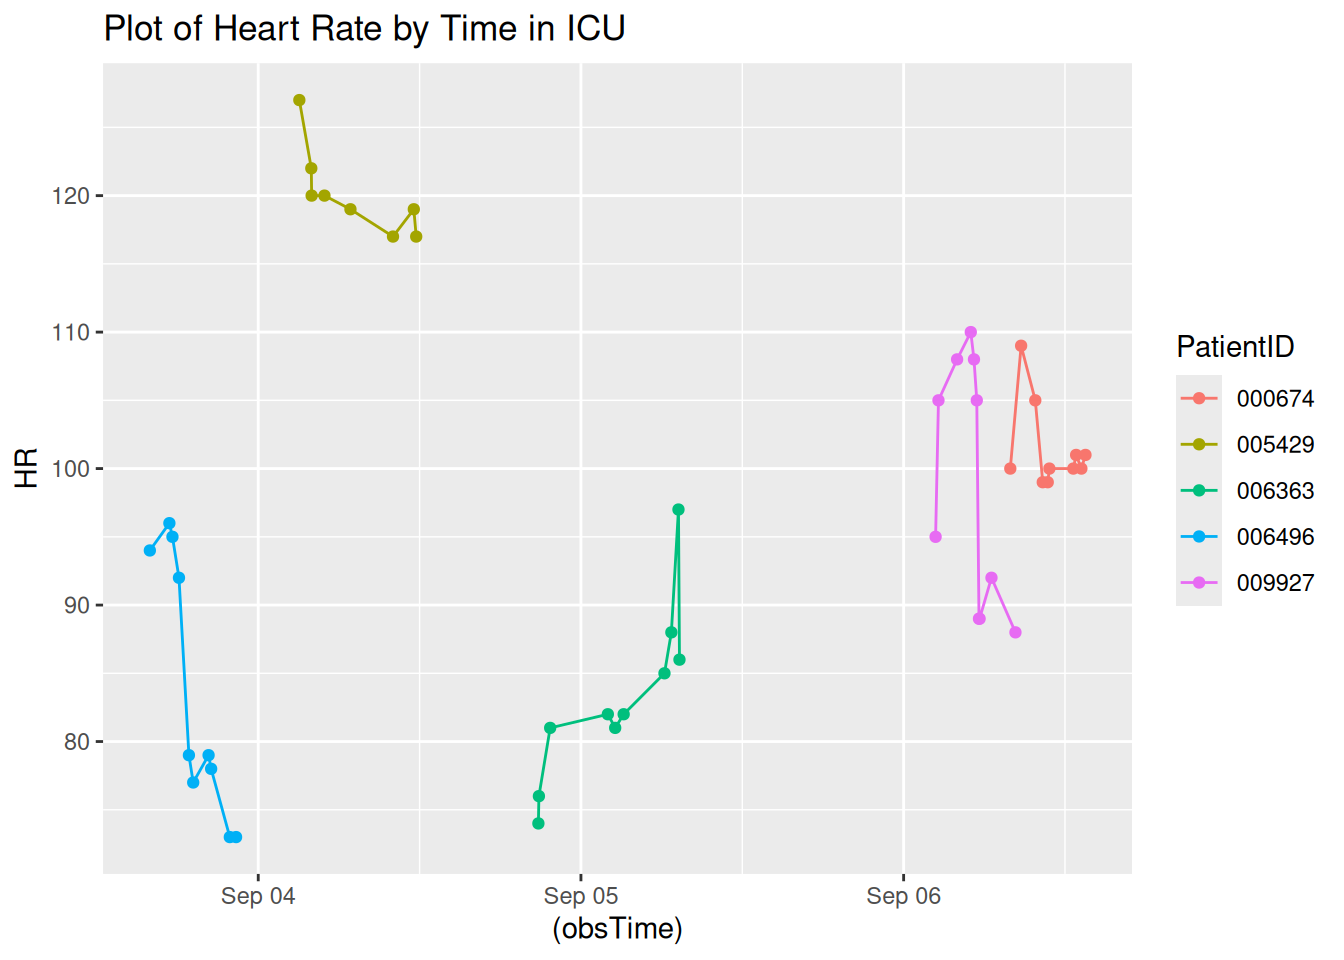 Plot of Heart Rate by Time in ICU
120
110
100
90
80
HR
Sep 04
Sep 05
Sep 06
(obsTime)
PatientID
000674
005429
006363
006496
009927